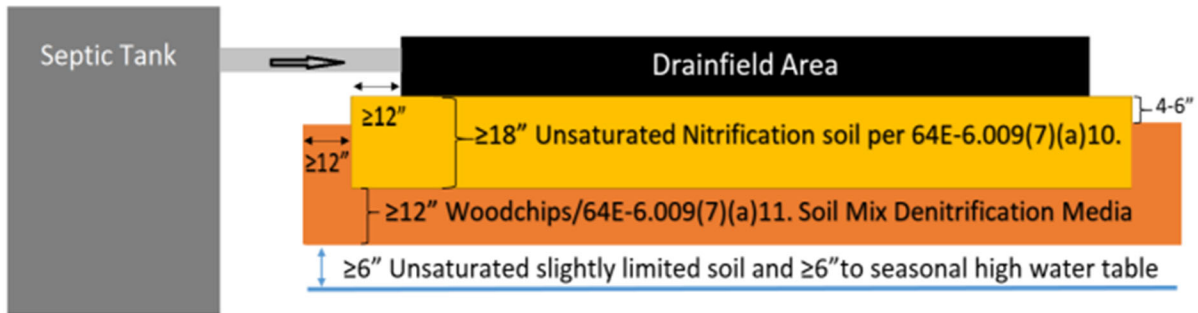 Septic Tank
Drainfield Area
≥12”
4-6”
≥18” Unsaturated Nitrification soil per 64E-6.009(7)(a)10.
≥12”
≥12” Woodchips/64E-6.009(7)(a)11. Soil Mix Denitrification Media
≥6” Unsaturated slightly limited soil and ≥6”to seasonal high water table